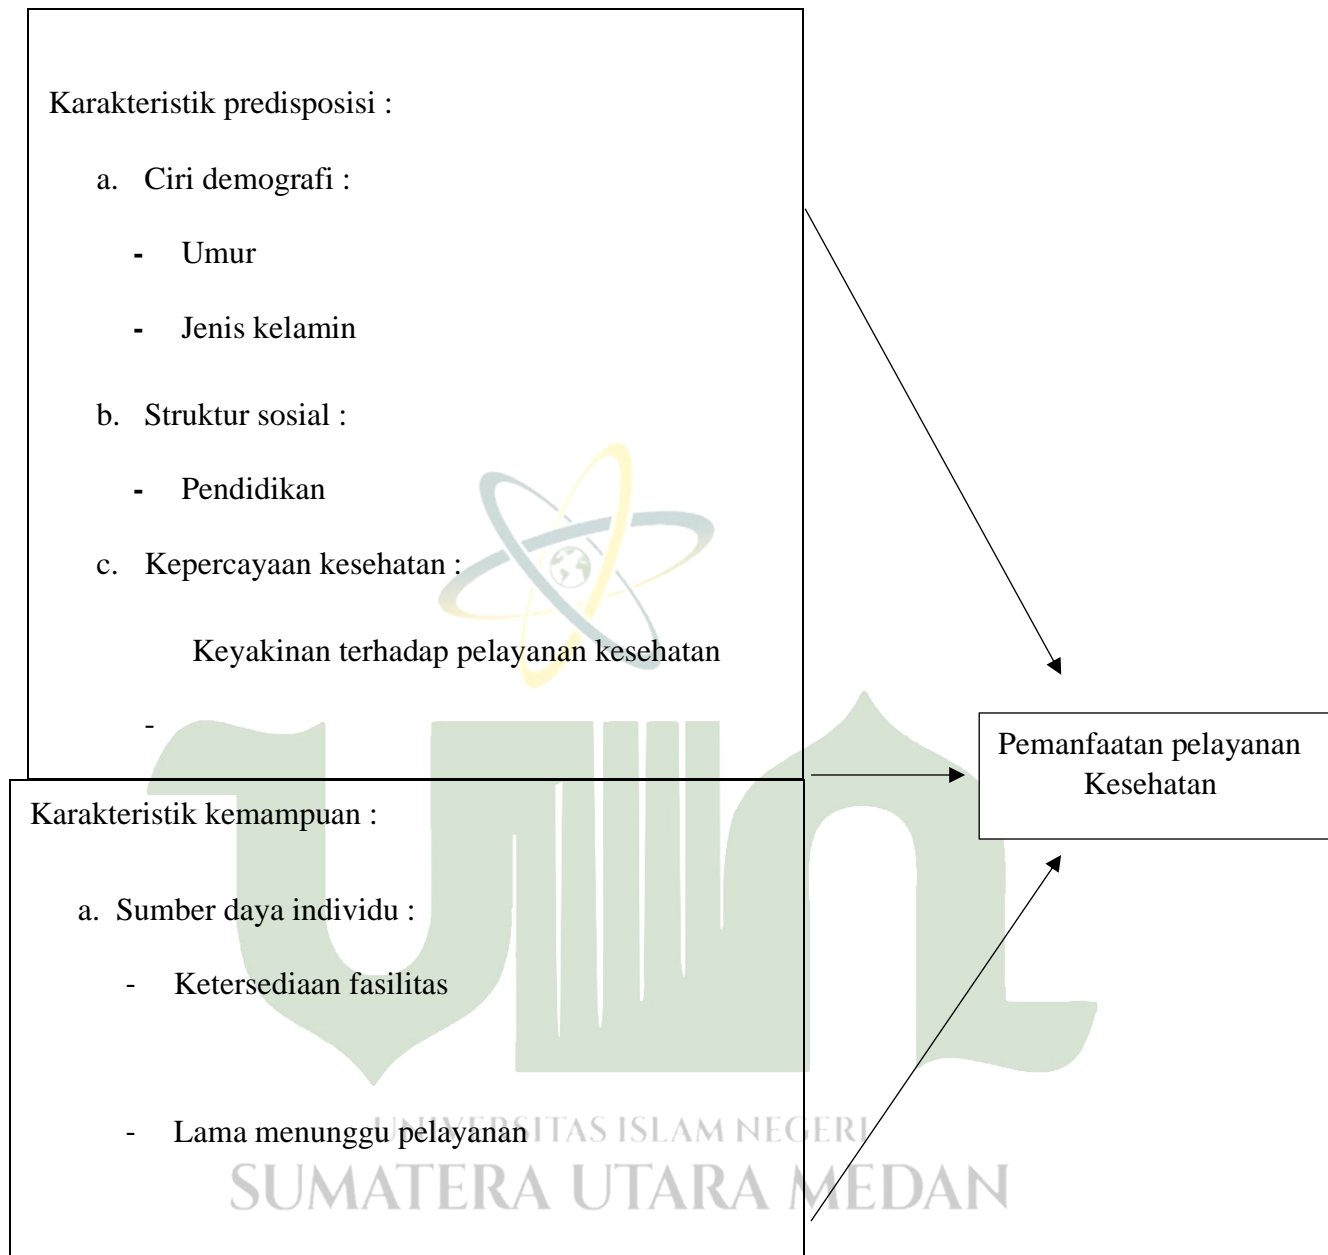 Karakteristik predisposisi :
a. Ciri demografi :
- Umur
- Jenis kelamin
b. Struktur sosial :
- Pendidikan
c. Kepercayaan kesehatan :
Keyakinan terhadap pelayanan kesehatan
-
Karakteristik kemampuan :
a. Sumber daya individu :
- Ketersediaan fasilitas
- Lama menunggu pelayanan
Pemanfaatan pelayanan
Kesehatan
UNIVERSITAS ISLAM NEGERI
SUMATERA UTARA MEDAN